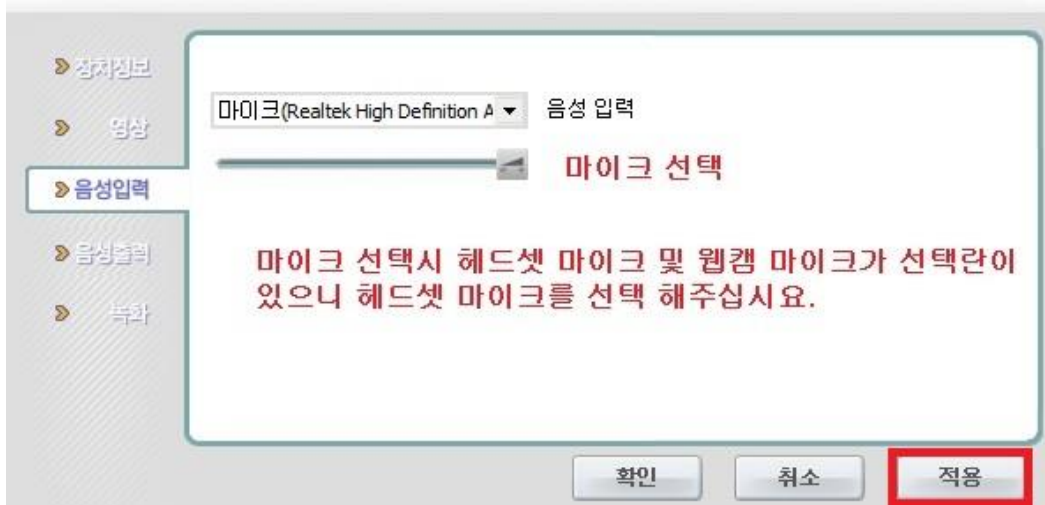 장치정보
영상
음성입력
음성출력
녹화
마이크(Realtek High Definition A
음성 입력
마이크 선택
마이크 선택시 헤드셋 마이크 및 웹캠 마이크가 선택란이
있으니 헤드셋 마이크를 선택 해주십시요.
확인
취소
적용